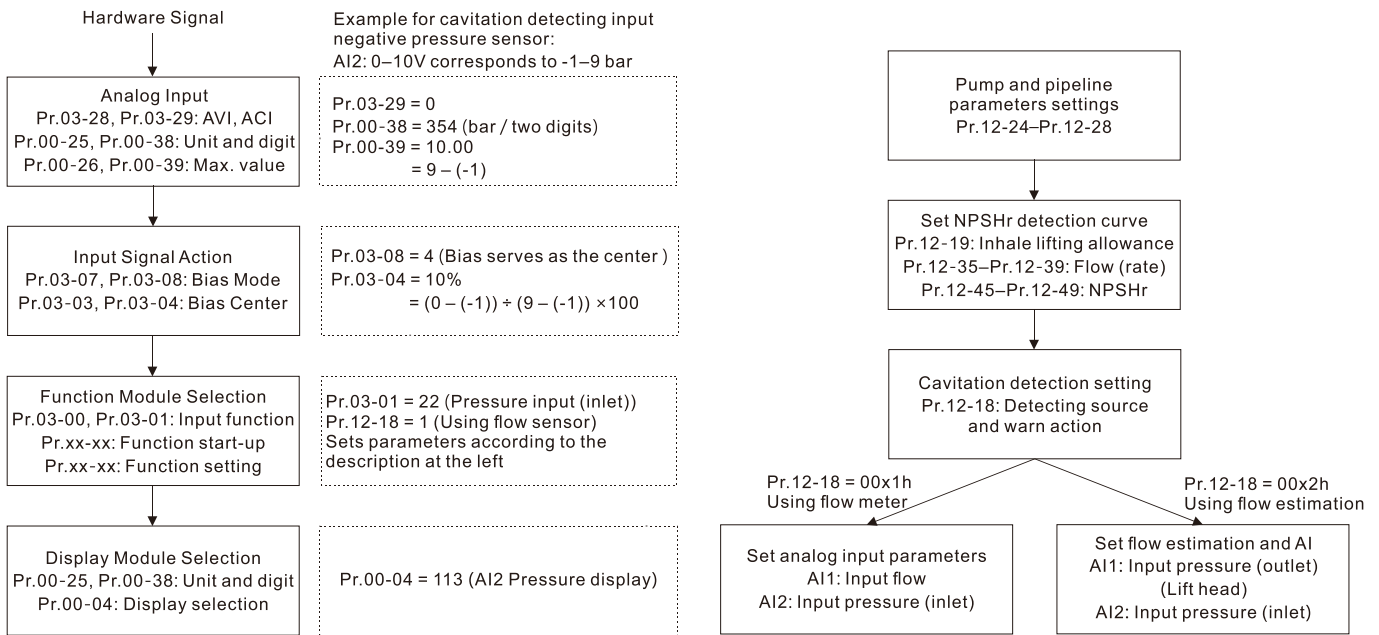 Hardware Signal
Analog Input
Pr.03-28, Pr.03-29: AVI, ACI
Pr.00-25, Pr.00-38: Unit and digit
Pr.00-26, Pr.00-39: Max. value
Input Signal Action
Pr.03-07, Pr.03-08: Bias Mode
Pr.03-03, Pr.03-04: Bias Center
Function Module Selection
Pr.03-00, Pr.03-01: Input function
Pr.xx-xx: Function start-up
Pr.xx-xx: Function setting
Display Module Selection
Pr.00-25, Pr.00-38: Unit and digit
Pr.00-04: Display selection
Example for cavitation detecting input
negative pressure sensor:
AI2: 0–10V corresponds to -1–9 bar
Pr.03-29 = 0
Pr.00-38 = 354 (bar / two digits)
Pr.00-39 = 10.00
= 9 – (-1)
Pr.03-08 = 4 (Bias serves as the center )
Pr.03-04 = 10%
= (0 – (-1)) ÷ (9 – (-1)) ×100
Pr.03-01 = 22 (Pressure input (inlet))
Pr.12-18 = 1 (Using flow sensor)
Sets parameters according to the
description at the left
Pr.00-04 = 113 (AI2 Pressure display)
Pump and pipeline
parameters settings
Pr.12-24–Pr.12-28
Set NPSHr detection curve
Pr.12-19: Inhale lifting allowance
Pr.12-35–Pr.12-39: Flow (rate)
Pr.12-45–Pr.12-49: NPSHr
Cavitation detection setting
Pr.12-18: Detecting source
and warn action
Pr.12-18 = 00x1h
Using flow meter
Pr.12-18 = 00x2h
Using flow estimation
Set analog input parameters
AI1: Input flow
AI2: Input pressure (inlet)
Set flow estimation and AI
AI1: Input pressure (outlet)
(Lift head)
AI2: Input pressure (inlet)